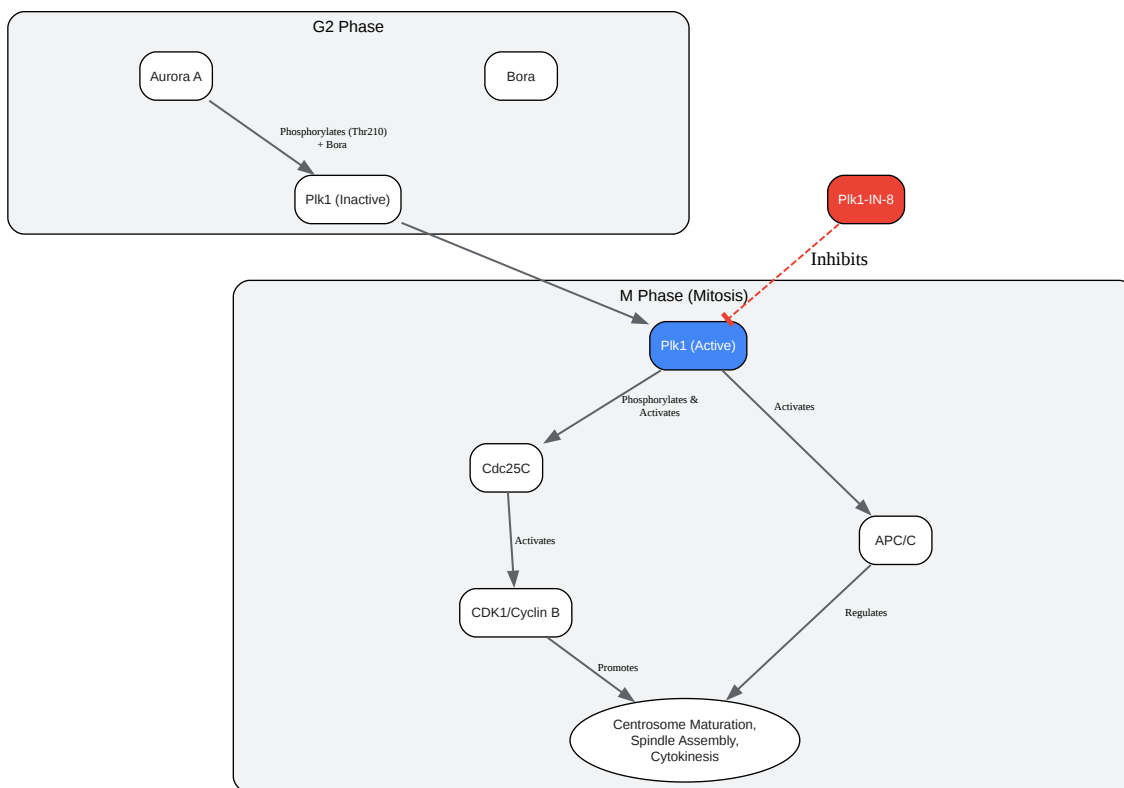 G2 Phase
Aurora A
Bora
Phosphorylates (Thr210)
+ Bora
Plk1 (Inactive)
Plk1-IN-8
Inhibits
M Phase (Mitosis)
Plk1 (Active)
Phosphorylates &
Activates
Activates
Cdc25C
Activates
APC/C
CDK1/Cyclin B
Regulates
Promotes
Centrosome Maturation,
Spindle Assembly,
Cytokinesis